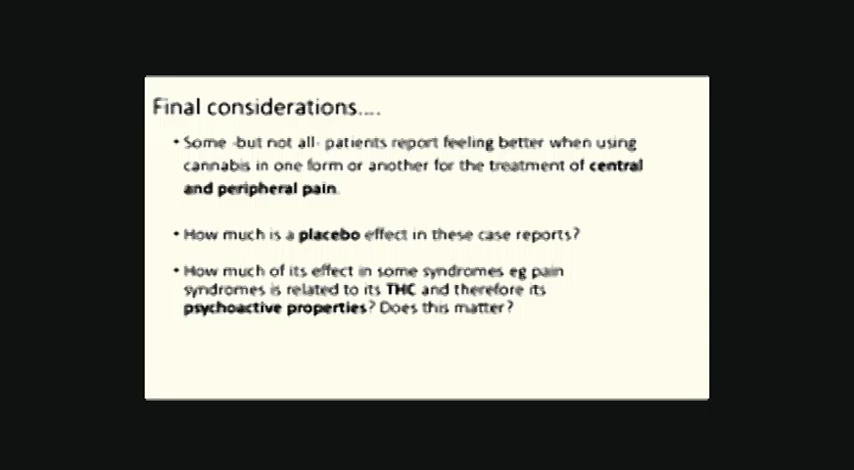 Final considerations....
• Some -but not all- patients report feeling better when using
cannabis in one form or another for the treatment of central
and peripheral pain.
• How much is a placebo effect in these case reports?
• How much of its effect in some syndromes eg pain
syndromes is related to its THC and therefore its
psychoactive properties? Does this matter?